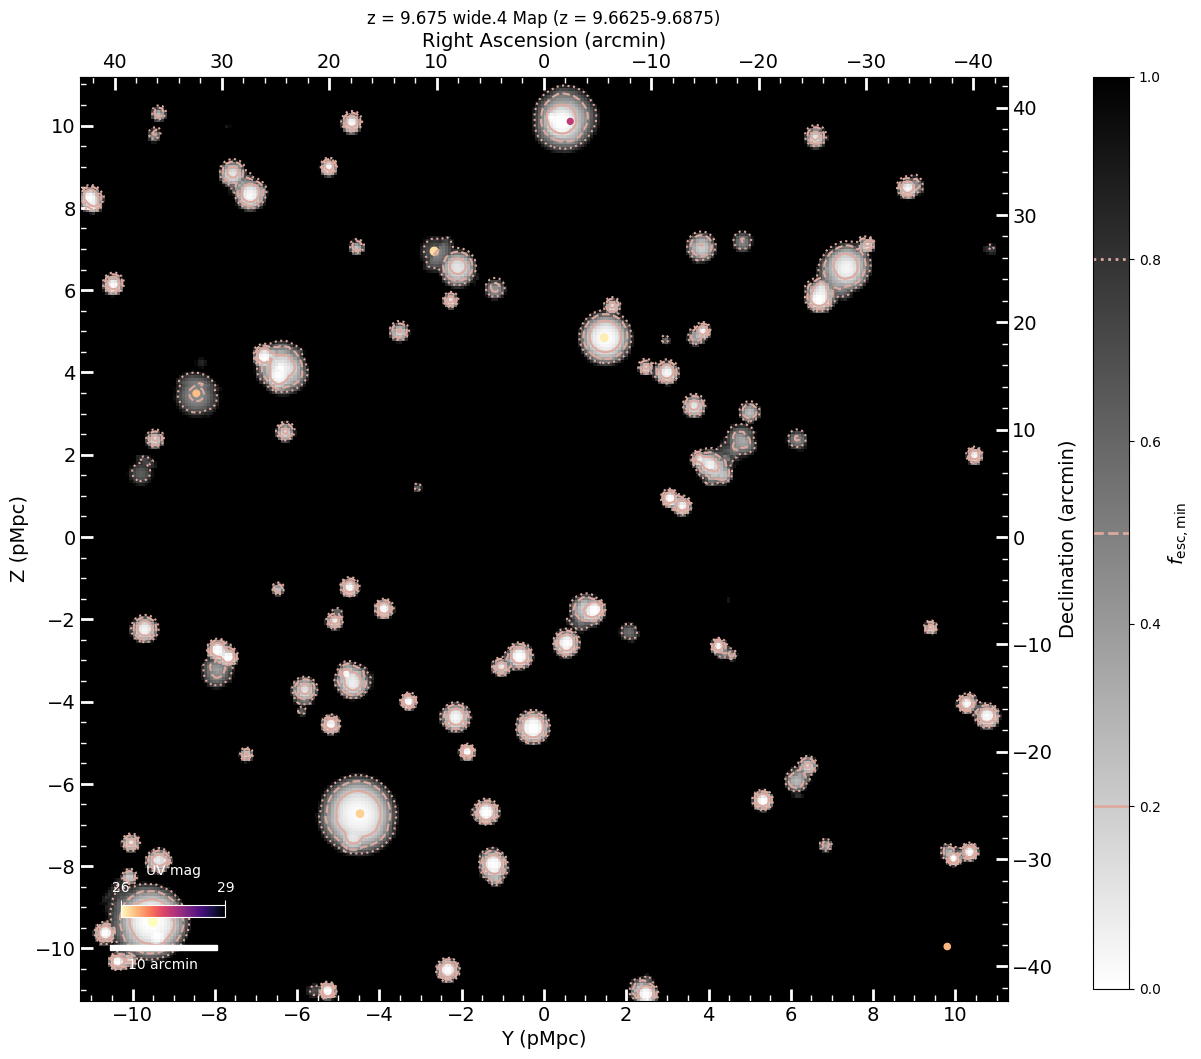 z = 9.675 wide.4 Map (z = 9.6625-9.6875)
Right Ascension (arcmin)
40 30 20 10 0 −10 −20 −30 −40
10
8
6
4
2
0
−2
−4
−6
−8
−10
Z (pMpc)
UV mag
26 29
10 arcmin
−10 −8 −6 −4 −2 0 2 4 6 8 10
Y (pMpc)
40
30
20
10
0
−10
−20
−30
−40
Declination (arcmin)
1.0
0.8
0.6
0.4
0.2
0.0
fesc,min